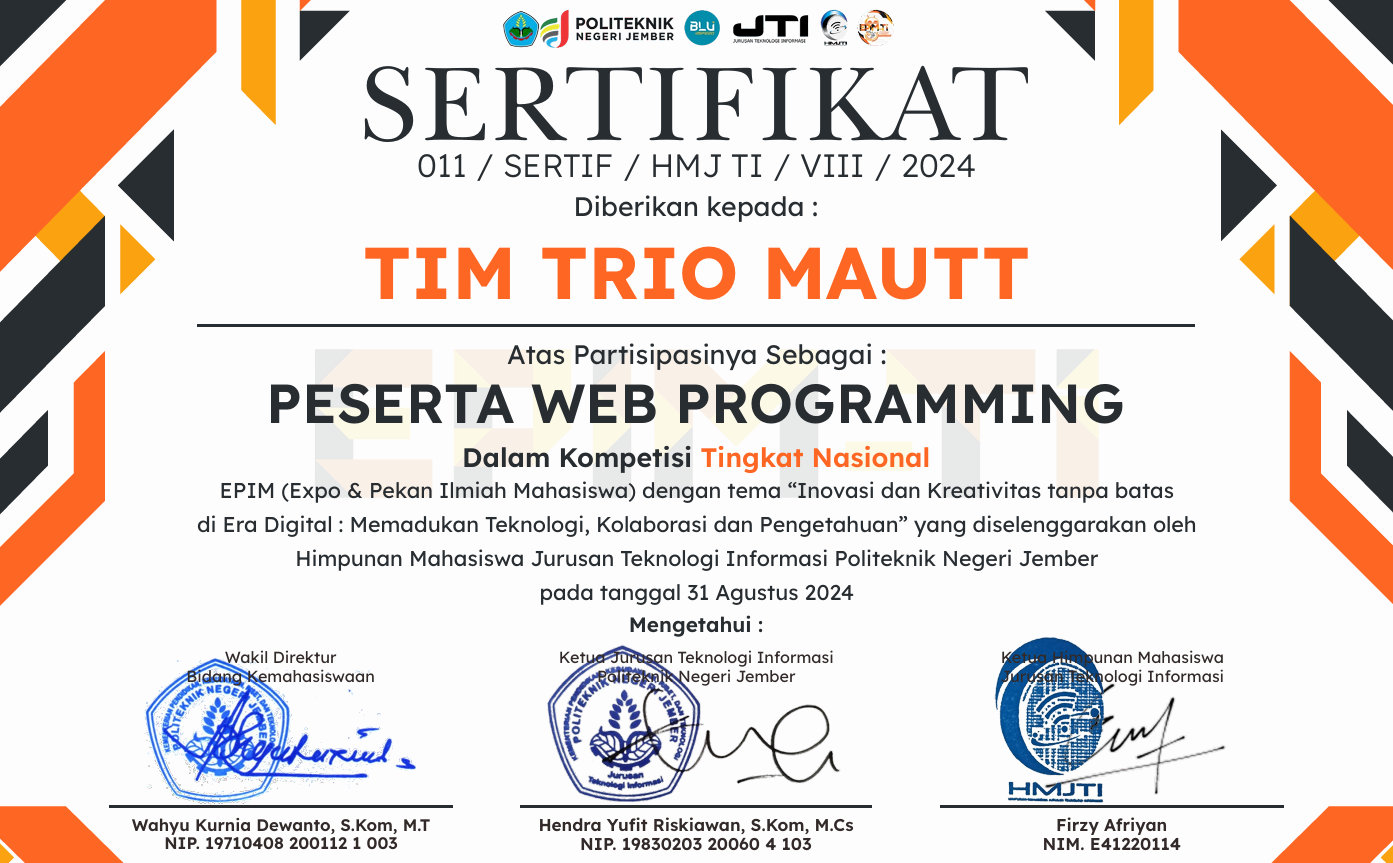 POLITEKNIK
NEGERI JEMBER
BLU
JTI
JURUSAN TEKNOLOGI INFORMASI
HMJTI
SERTIFIKAT
011 / SERTIF / HMJ TI / VIII / 2024
Diberikan kepada :
TIM TRIO MAUTT
Atas Partisipasinya Sebagai :
EPIM-TI
PESERTA WEB PROGRAMMING
Dalam Kompetisi Tingkat Nasional
EPIM (Expo & Pekan Ilmiah Mahasiswa) dengan tema “Inovasi dan Kreativitas tanpa batas
di Era Digital : Memadukan Teknologi, Kolaborasi dan Pengetahuan” yang diselenggarakan oleh
Himpunan Mahasiswa Jurusan Teknologi Informasi Politeknik Negeri Jember
pada tanggal 31 Agustus 2024
Mengetahui :
Wakil Direktur
Bidang Kemahasiswaan
POLITEKNIK NEGERI JEMBER
Wahyu Kurnia Dewanto, S.Kom, M.T
NIP. 19710408 200112 1 003
Ketua Jurusan Teknologi Informasi
Politeknik Negeri Jember
POLITEKNIK NEGERI JEMBER
Jurusan
Teknologi Informasi
Hendra Yufit Riskiawan, S.Kom, M.Cs
NIP. 19830203 20060 4 103
Ketua Himpunan Mahasiswa
Jurusan Teknologi Informasi
HMJTI
Firzy Afriyan
NIM. E41220114